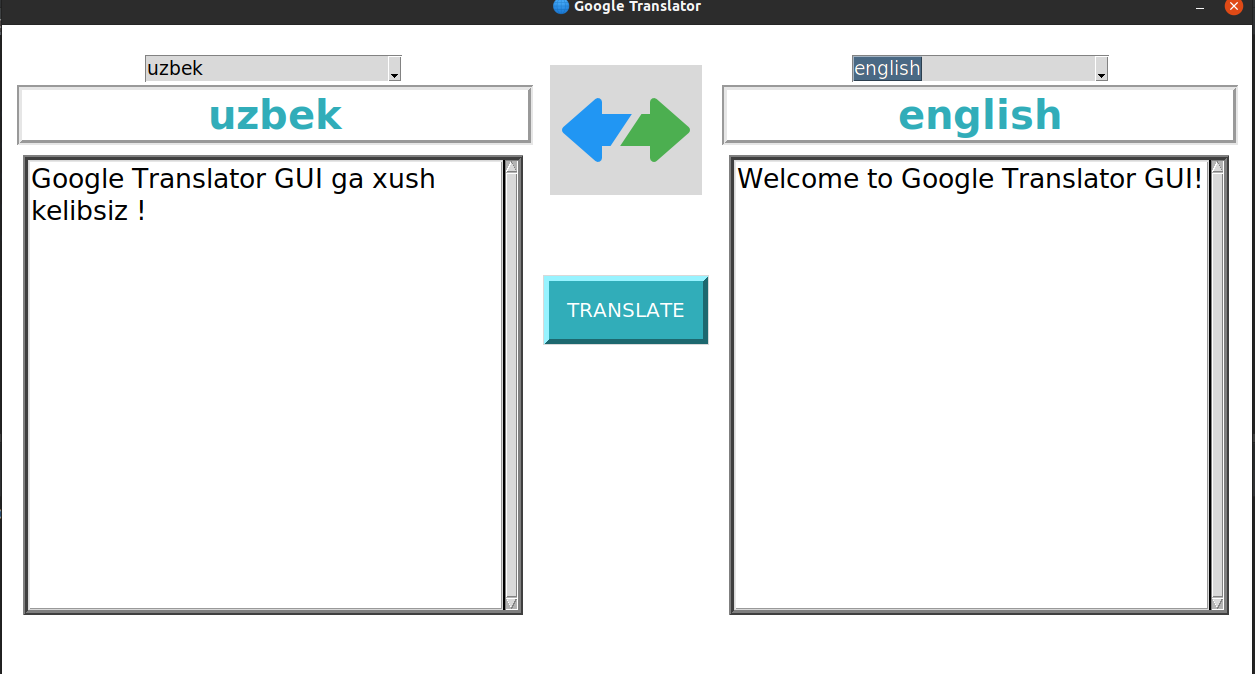 Google Translator
uzbek
english
uzbek
english
Google Translator GUI ga xush
kelibsiz !
Welcome to Google Translator GUI!
TRANSLATE